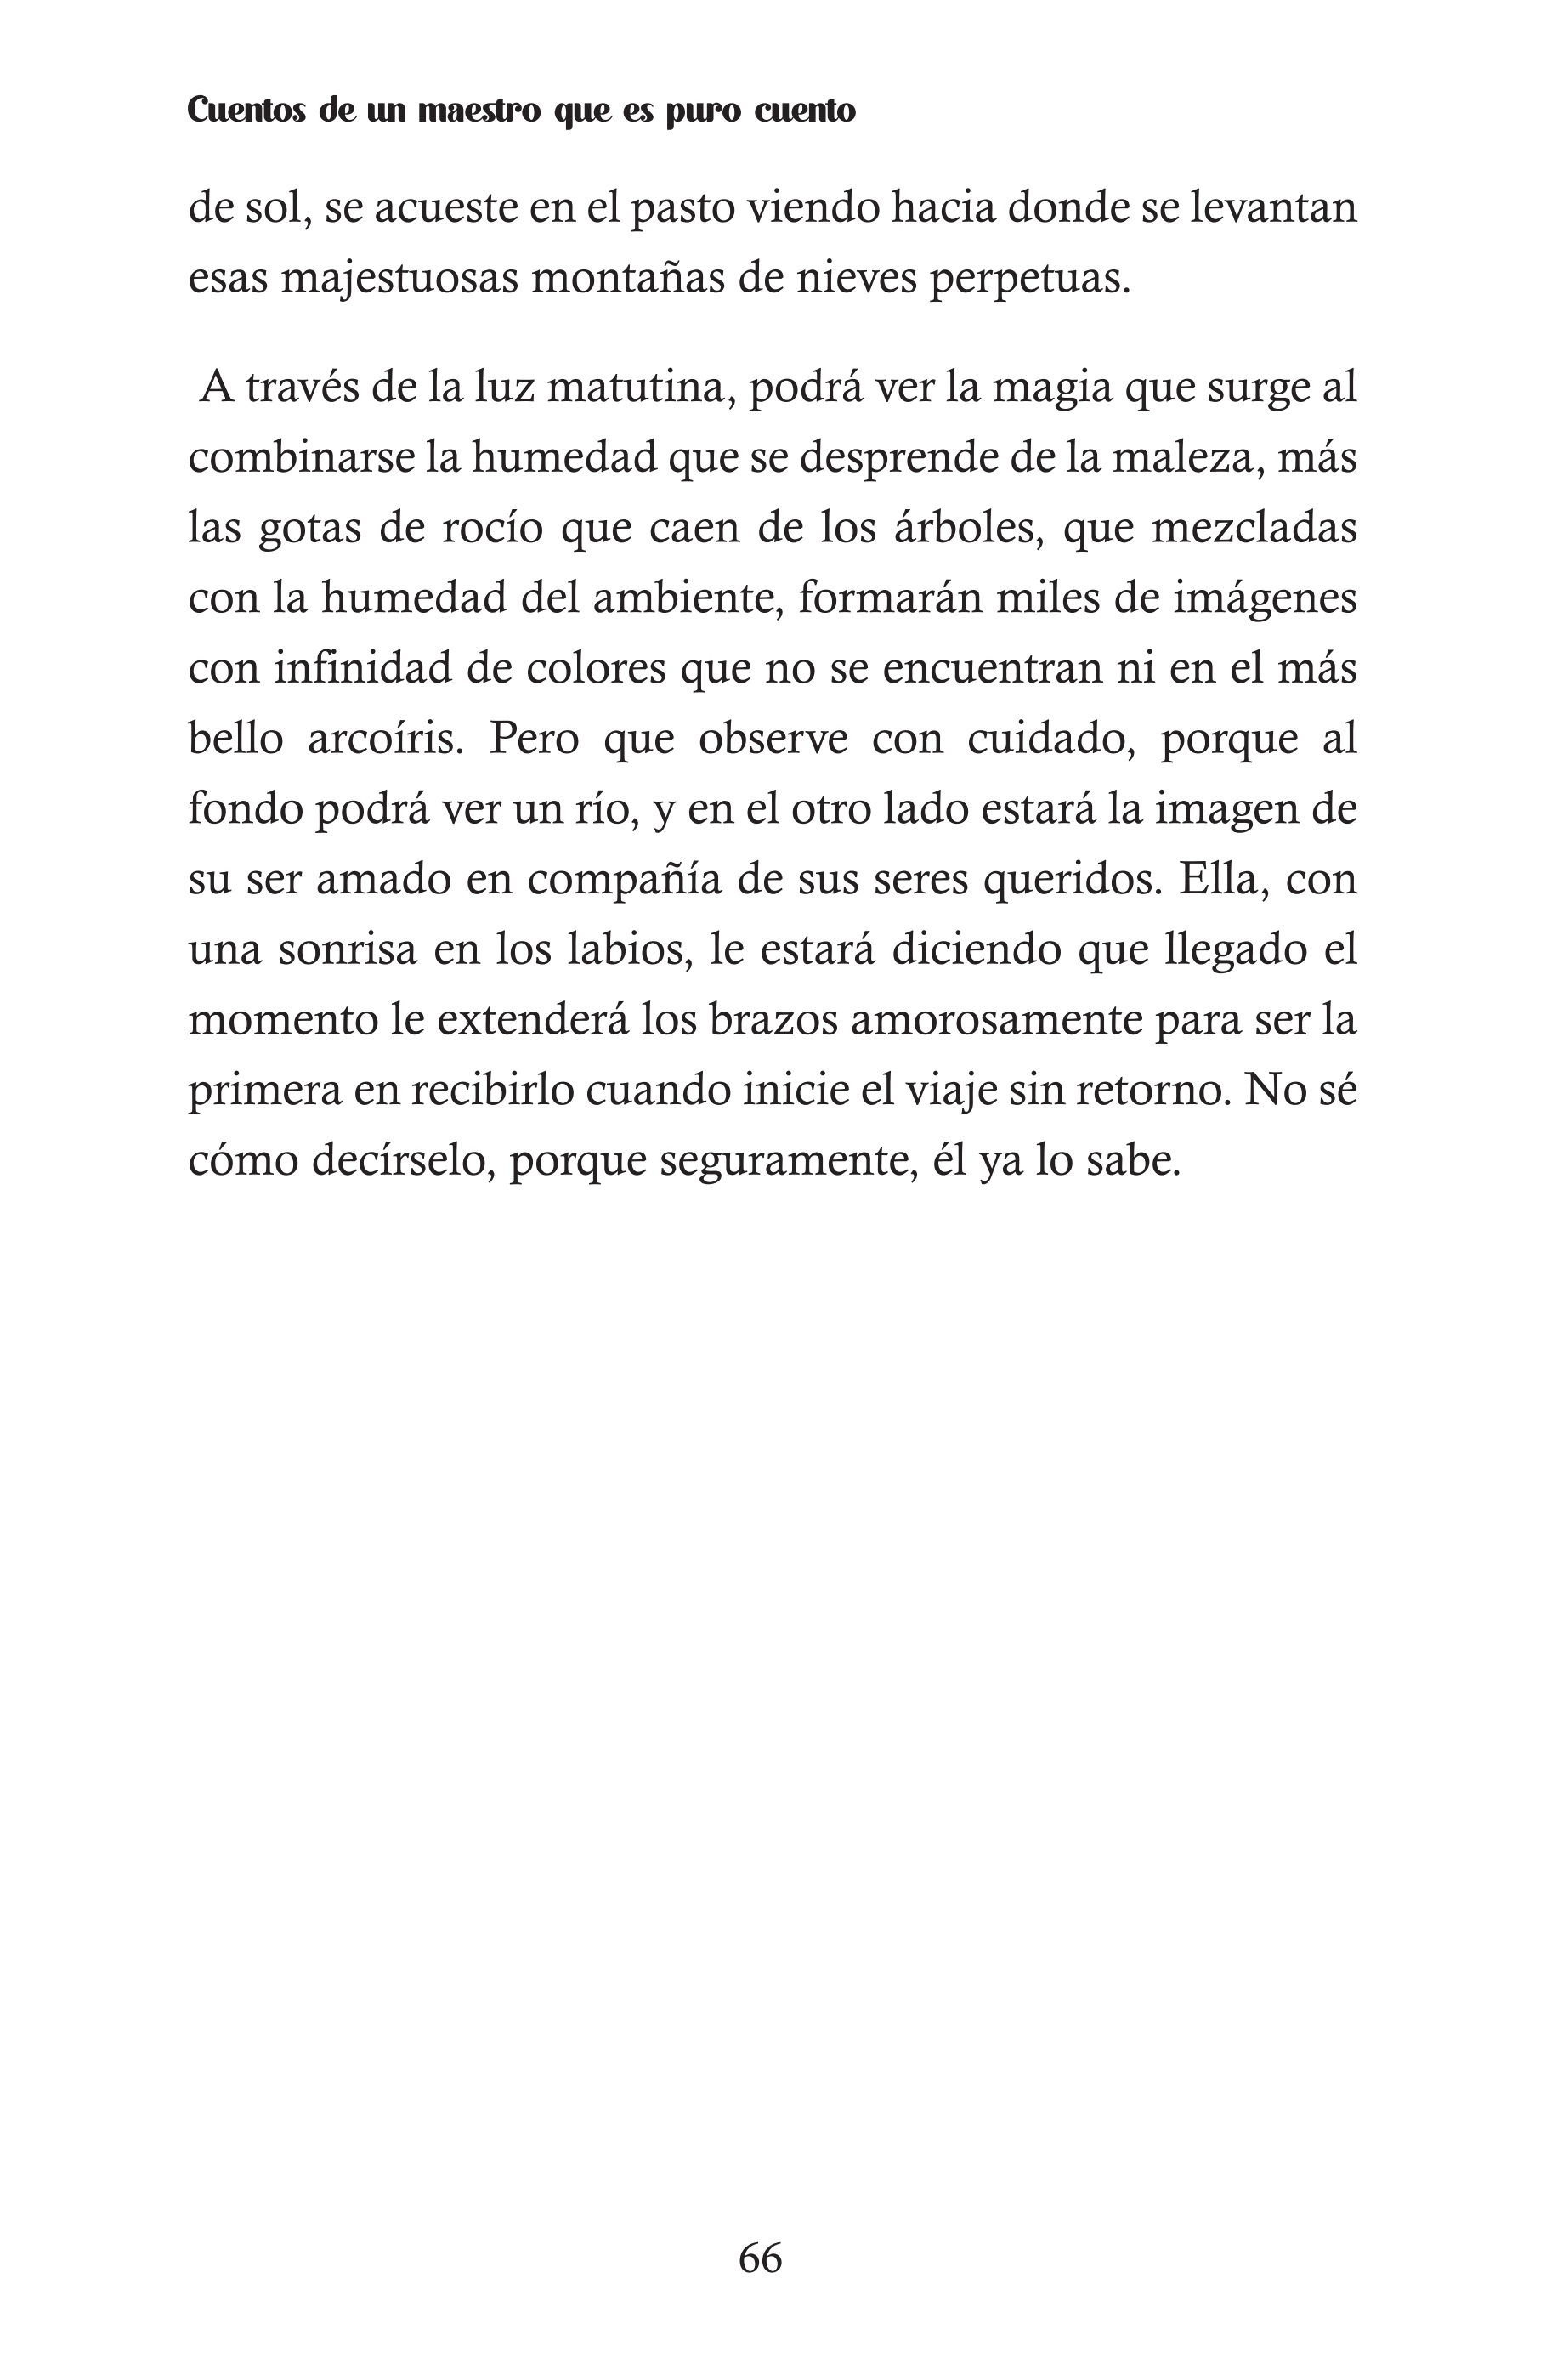 Cuentos de un maestro que es puro cuento
de sol, se acueste en el pasto viendo hacia donde se levantan
esas majestuosas montañas de nieves perpetuas.
A través de la luz matutina, podrá ver la magia que surge al
combinarse la humedad que se desprende de la maleza, más
las gotas de rocío que caen de los árboles, que mezcladas
con la humedad del ambiente, formarán miles de imágenes
con infinidad de colores que no se encuentran ni en el más
bello arcoíris. Pero que observe con cuidado, porque al
fondo podrá ver un río, y en el otro lado estará la imagen de
su ser amado en compañía de sus seres queridos. Ella, con
una sonrisa en los labios, le estará diciendo que llegado el
momento le extenderá los brazos amorosamente para ser la
primera en recibirlo cuando inicie el viaje sin retorno. No sé
cómo decírselo, porque seguramente, él ya lo sabe.
66